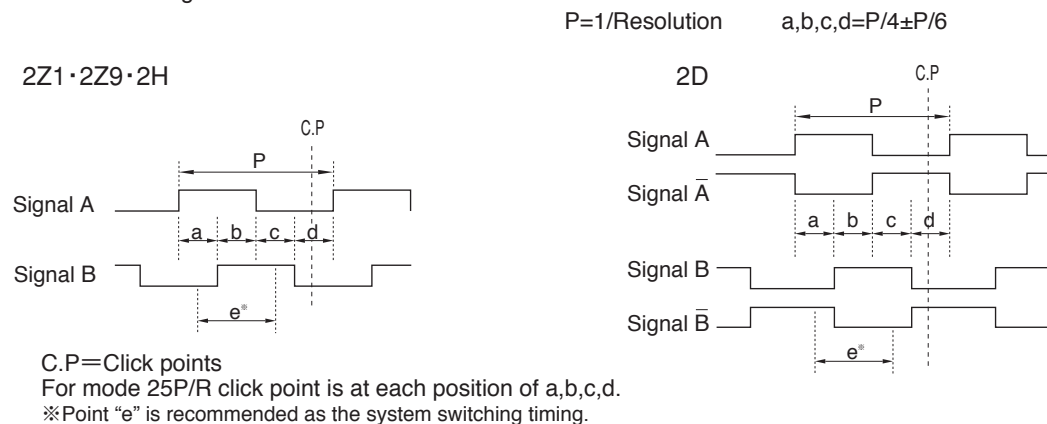 P=1/Resolution a,b,c,d=P/4±P/6
2Z1・2Z9・2H
C.P
P
Signal A
a b c d
Signal B
e※
2D
C.P
P
Signal A
Signal A̅
a b c d
Signal B
Signal B̅
e※
C.P＝Click points
For mode 25P/R click point is at each position of a,b,c,d.
※Point “e” is recommended as the system switching timing.